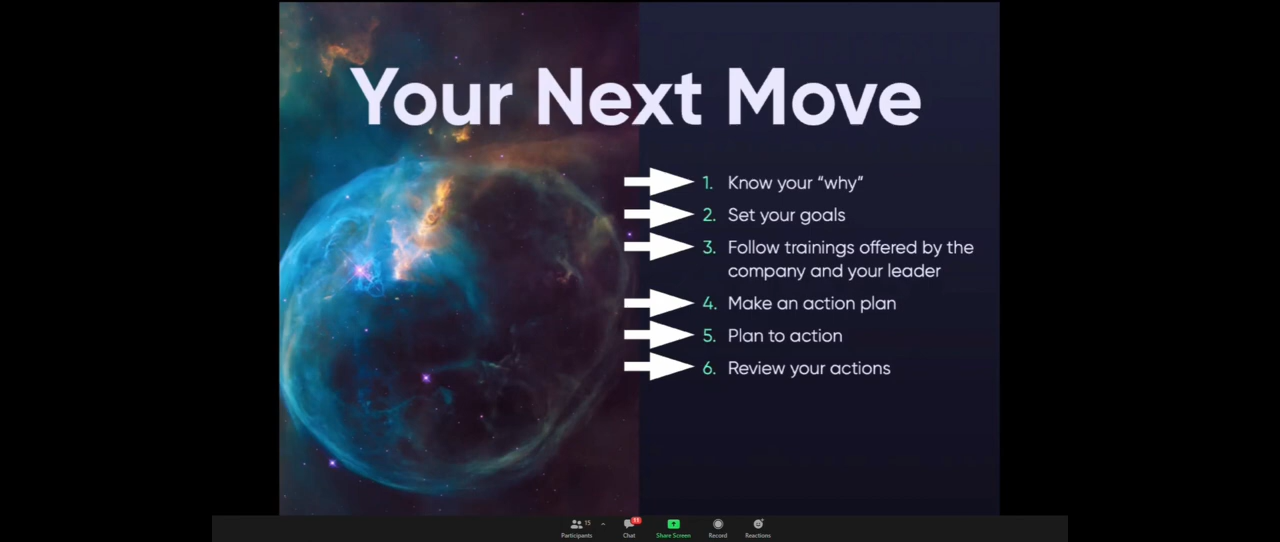 Your Next Move
1. Know your “why”
2. Set your goals
3. Follow trainings offered by the
company and your leader
4. Make an action plan
5. Plan to action
6. Review your actions
15
11
Participants Chat Share Screen Record Reactions